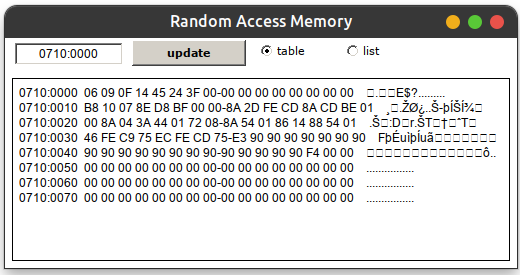 Random Access Memory
0710:0000 update table list
0710:0000 06 09 0F 14 45 24 3F 00-00 00 00 00 00 00 00 00 □.□□E$?.........
0710:0010 B8 10 07 8E D8 BF 00 00-8A 2D FE CD 8A CD BE 01 ¸□.ŽØ¿..Š-þÍŠÍ¾□
0710:0020 00 8A 04 3A 44 01 72 08-8A 54 01 86 14 88 54 01 .Š□:D□r.ŠT□†□ˆT□
0710:0030 46 FE C9 75 EC FE CD 75-E3 90 90 90 90 90 90 90 FþÉuìþÍuã□□□□□□□
0710:0040 90 90 90 90 90 90 90 90-90 90 90 90 90 F4 00 00 □□□□□□□□□□□□□ô..
0710:0050 00 00 00 00 00 00 00 00-00 00 00 00 00 00 00 00 ................
0710:0060 00 00 00 00 00 00 00 00-00 00 00 00 00 00 00 00 ................
0710:0070 00 00 00 00 00 00 00 00-00 00 00 00 00 00 00 00 ................